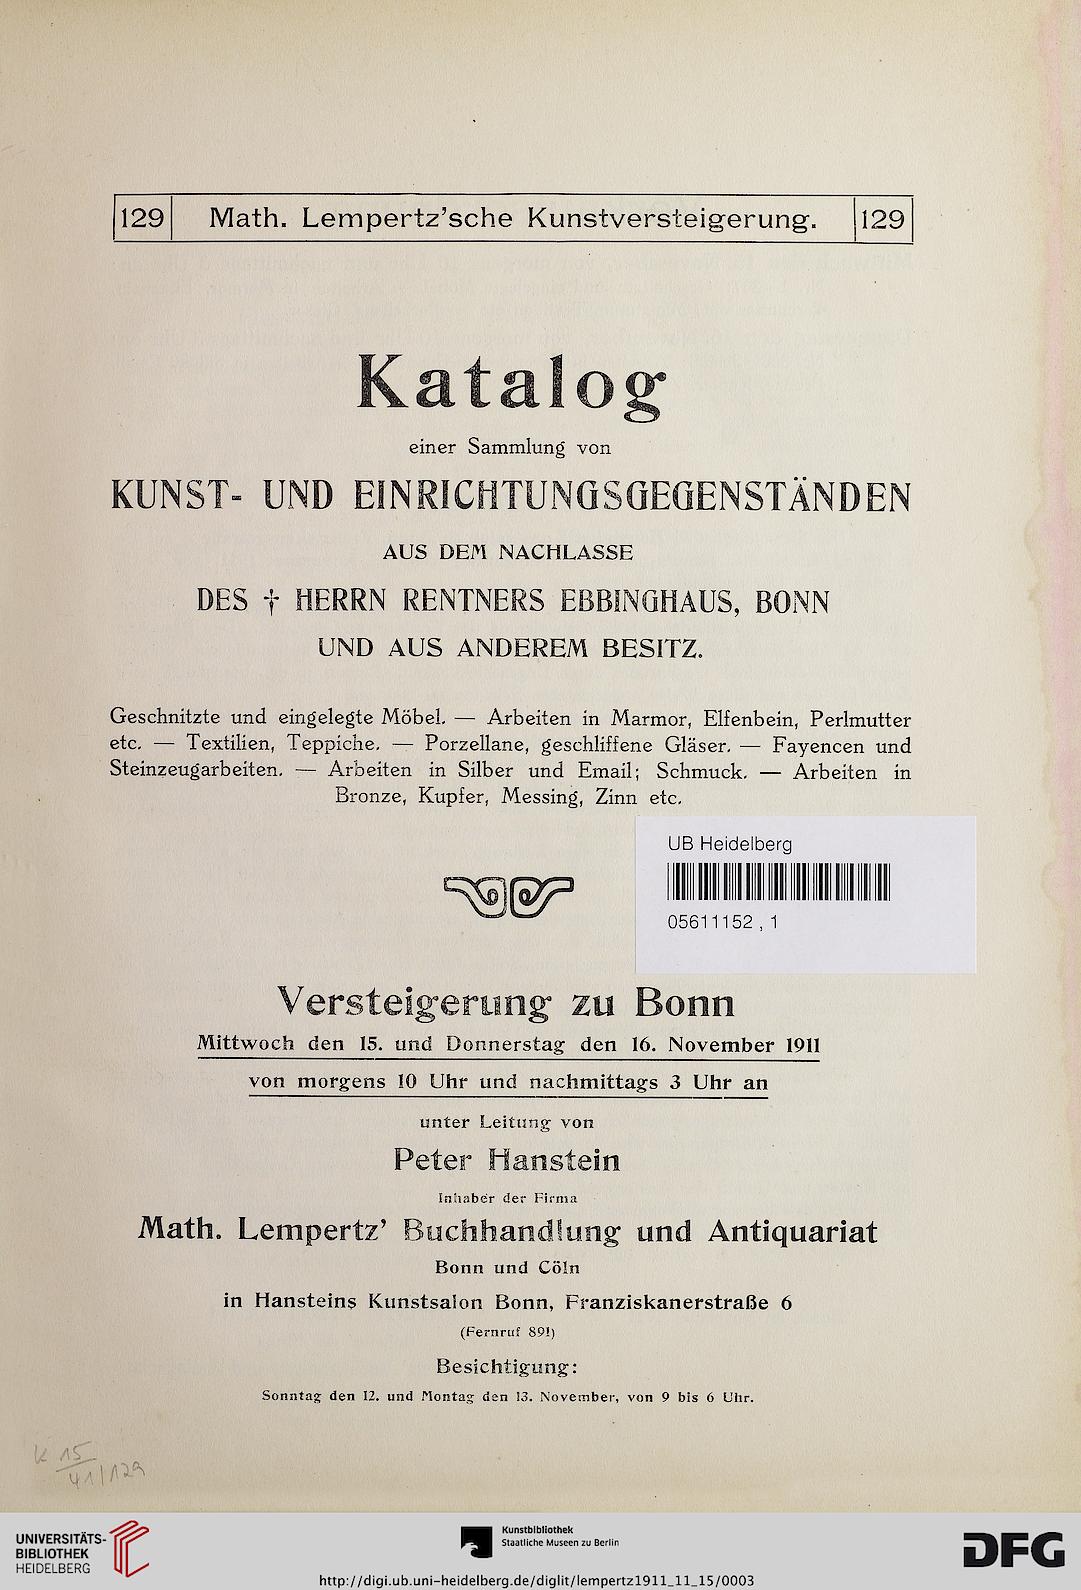 129 Math. Lempertz'sche Kunstversteigerung. 129
Katalog
einer Sammlung von
KUNST- UND EINRICHTUNGSGEGENSTÄNDEN
AUS DEM NACHLASSE
DES † HERRN RENTNERS EBBINGHAUS, BONN
UND AUS ANDEREM BESITZ.
Geschnitzte und eingelegte Möbel. — Arbeiten in Marmor, Elfenbein, Perlmutter
etc. — Textilien, Teppiche. — Porzellane, geschliffene Gläser. — Fayencen und
Steinzeugarbeiten. — Arbeiten in Silber und Email; Schmuck. — Arbeiten in
Bronze, Kupfer, Messing, Zinn etc.
UB Heidelberg
05611152 , 1
Versteigerung zu Bonn
Mittwoch den 15. und Donnerstag den 16. November 1911
von morgens 10 Uhr und nachmittags 3 Uhr an
unter Leitung von
Peter Hanstein
Inhaber der Firma
Math. Lempertz' Buchhandlung und Antiquariat
Bonn und Cöln
in Hansteins Kunstsalon Bonn, Franziskanerstraße 6
(Fernruf 891)
Besichtigung:
Sonntag den 12. und Montag den 13. November, von 9 bis 6 Uhr.
K 15
41/129
UNIVERSITÄTS-
BIBLIOTHEK
HEIDELBERG
Kunstbibliothek
Staatliche Museen zu Berlin
DFG
http://digi.ub.uni-heidelberg.de/diglit/lempertz1911_11_15/0003